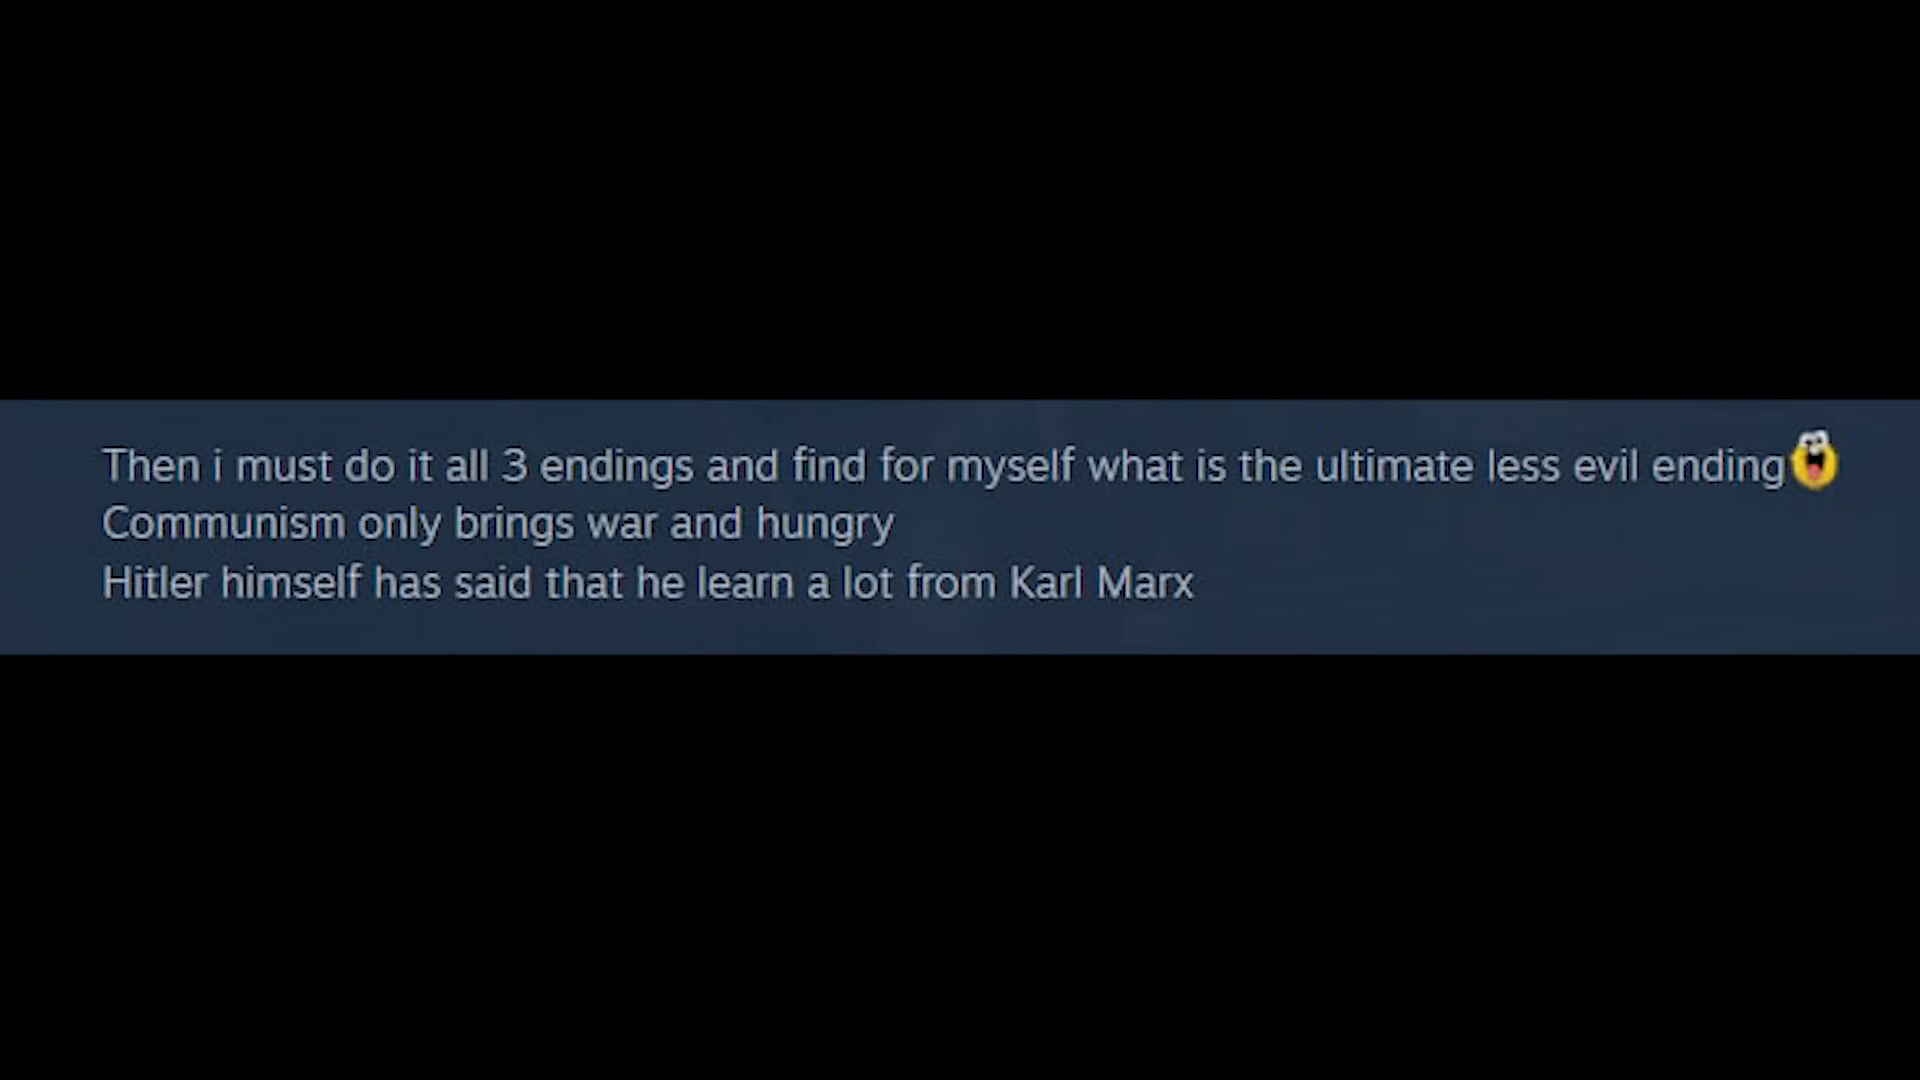 Then i must do it all 3 endings and find for myself what is the ultimate less evil ending
Communism only brings war and hungry
Hitler himself has said that he learn a lot from Karl Marx